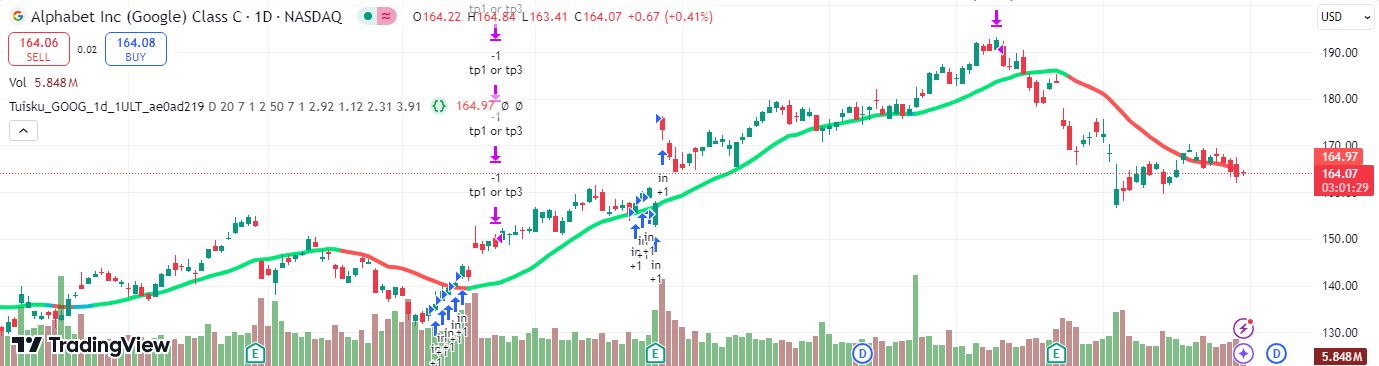 Alphabet Inc (Google) Class C · 1D · NASDAQ O164.22 H164.84 L163.41 C164.07 +0.67 (+0.41%)
USD
164.06
SELL
0.02
164.08
BUY
Vol 5.848M
Tuisku_GOOG_1d_1ULT_ae0ad219 D 20 7 1 2 50 7 1 2.92 1.12 2.31 3.91 164.97 Ø Ø
tp1 or tp3
-1
tp1 or tp3
-1
tp1 or tp3
-1
tp1 or tp3
in
+1
in
in
in+1
+1
in
+1
in
+1
190.00
180.00
170.00
164.97
164.07
03:01:29
150.00
140.00
130.00
5.848M
TradingView
E
E
D
E
D